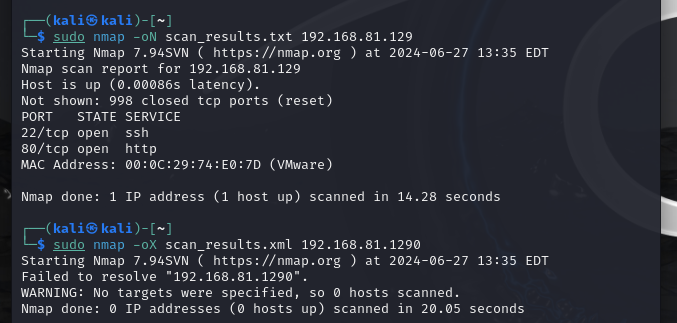 ┌──(kali㉿kali)-[~]
└─$ sudo nmap -oN scan_results.txt 192.168.81.129
Starting Nmap 7.94SVN ( https://nmap.org ) at 2024-06-27 13:35 EDT
Nmap scan report for 192.168.81.129
Host is up (0.00086s latency).
Not shown: 998 closed tcp ports (reset)
PORT   STATE SERVICE
22/tcp open  ssh
80/tcp open  http
MAC Address: 00:0C:29:74:E0:7D (VMware)
Nmap done: 1 IP address (1 host up) scanned in 14.28 seconds
┌──(kali㉿kali)-[~]
└─$ sudo nmap -oX scan_results.xml 192.168.81.1290
Starting Nmap 7.94SVN ( https://nmap.org ) at 2024-06-27 13:35 EDT
Failed to resolve "192.168.81.1290".
WARNING: No targets were specified, so 0 hosts scanned.
Nmap done: 0 IP addresses (0 hosts up) scanned in 20.05 seconds